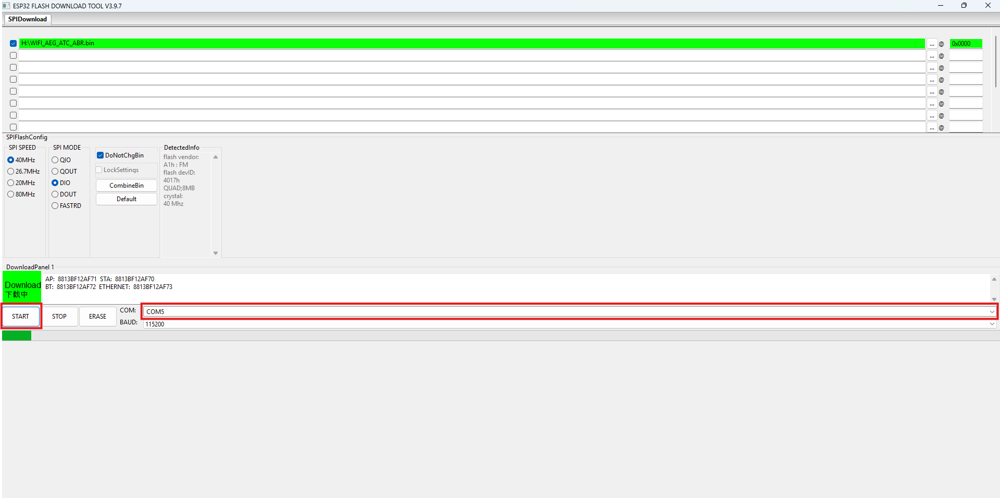 ESP32 FLASH DOWNLOAD TOOL V3.9.7
SPIDownload
H:\WIFI_AEG_ATC_ABR.bin ... @ 0x0000
... @
... @
... @
... @
... @
... @
... @
SPIFlashConfig
SPI SPEED
40MHz
26.7MHz
20MHz
80MHz
SPI MODE
QIO
QOUT
DIO
DOUT
FASTRD
DoNotChgBin
LockSettings
CombineBin
Default
DetectedInfo
flash vendor:
A1h : FM
flash devID:
4017h
QUAD;8MB
crystal:
40 Mhz
DownloadPanel 1
Download
下载中
AP: 8813BF12AF71 STA: 8813BF12AF70
BT: 8813BF12AF72 ETHERNET: 8813BF12AF73
START STOP ERASE
COM: COM5
BAUD: 115200